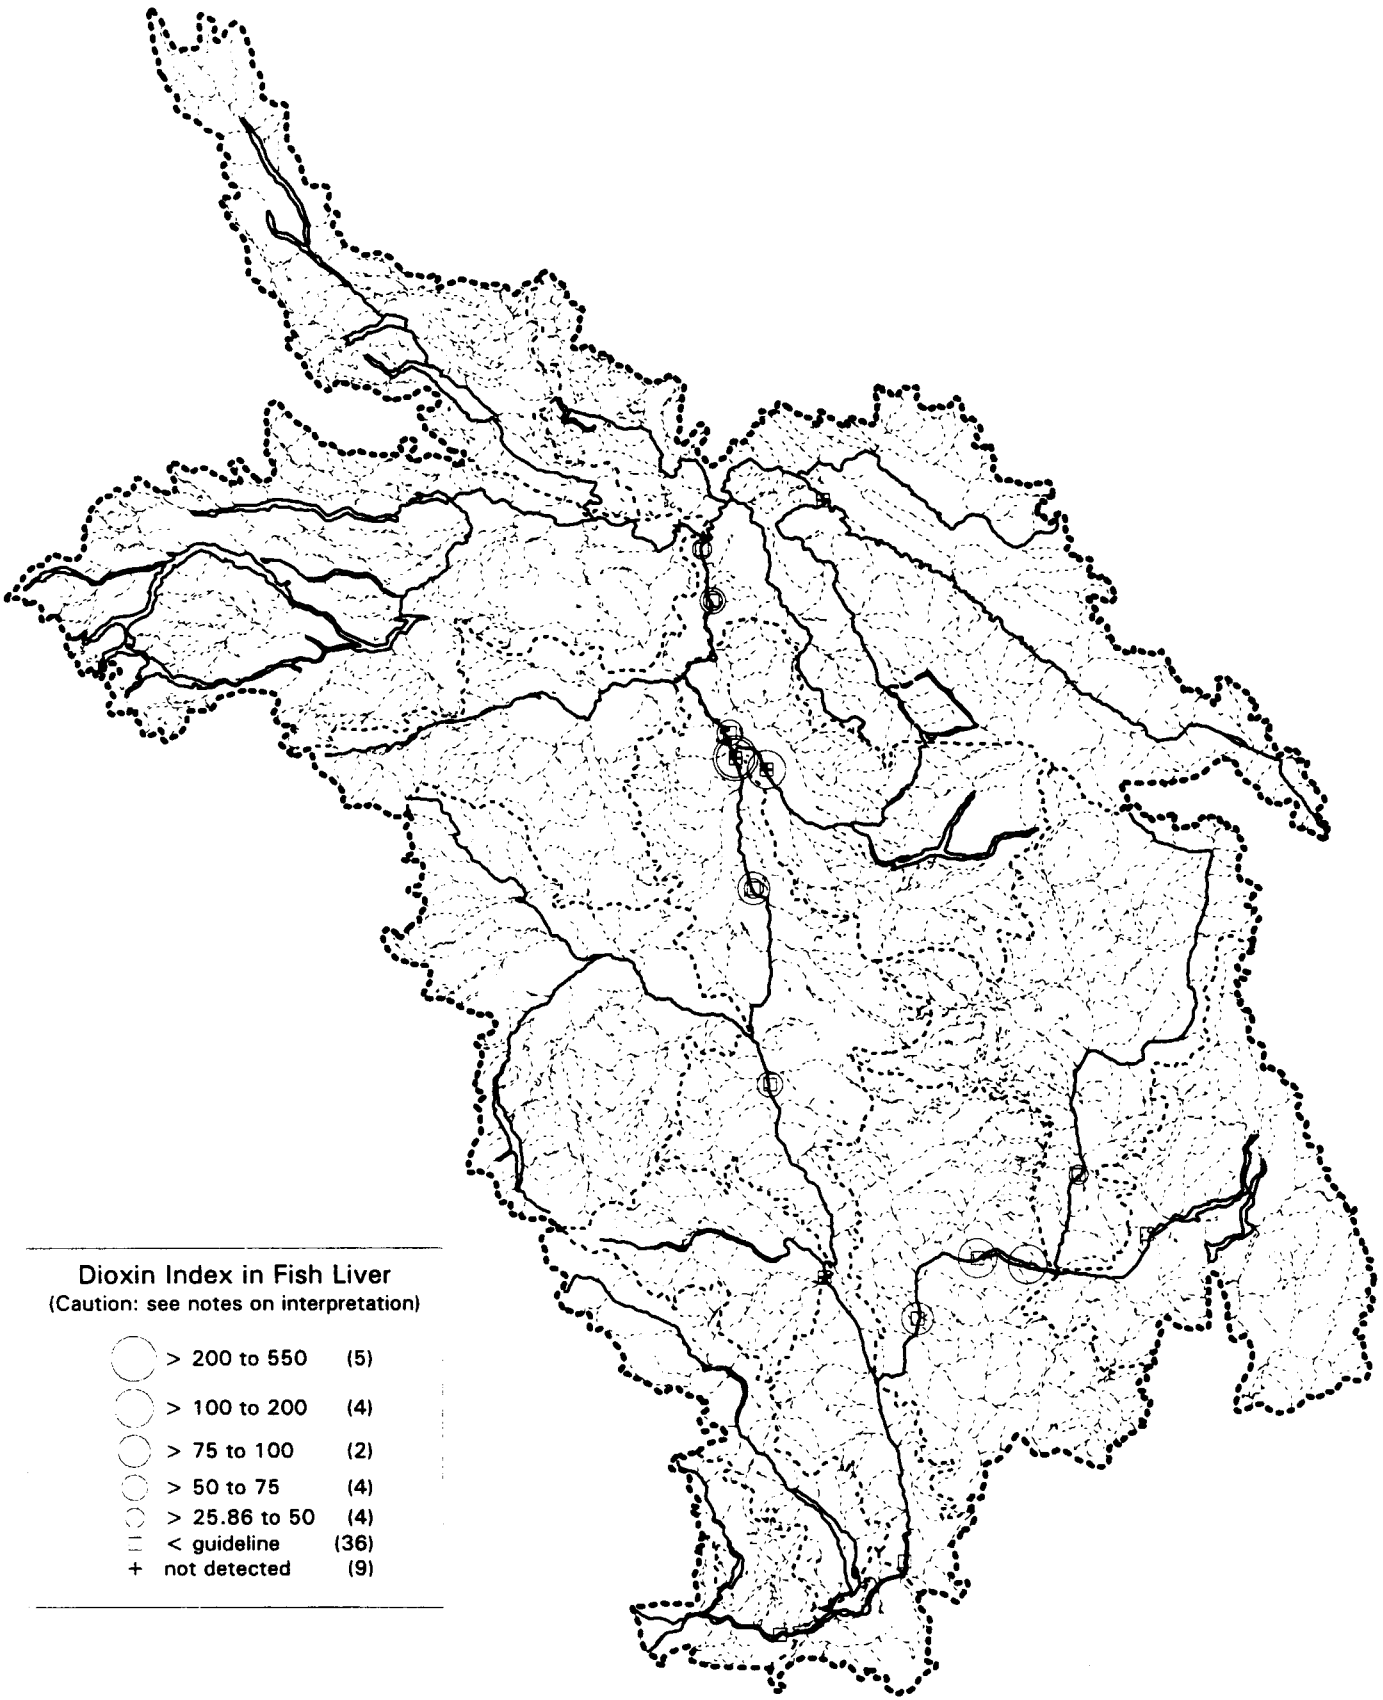 Dioxin Index in Fish Liver
(Caution: see notes on interpretation)
> 200 to 550 (5)
> 100 to 200 (4)
> 75 to 100 (2)
> 50 to 75 (4)
> 25.86 to 50 (4)
< guideline (36)
+ not detected (9)